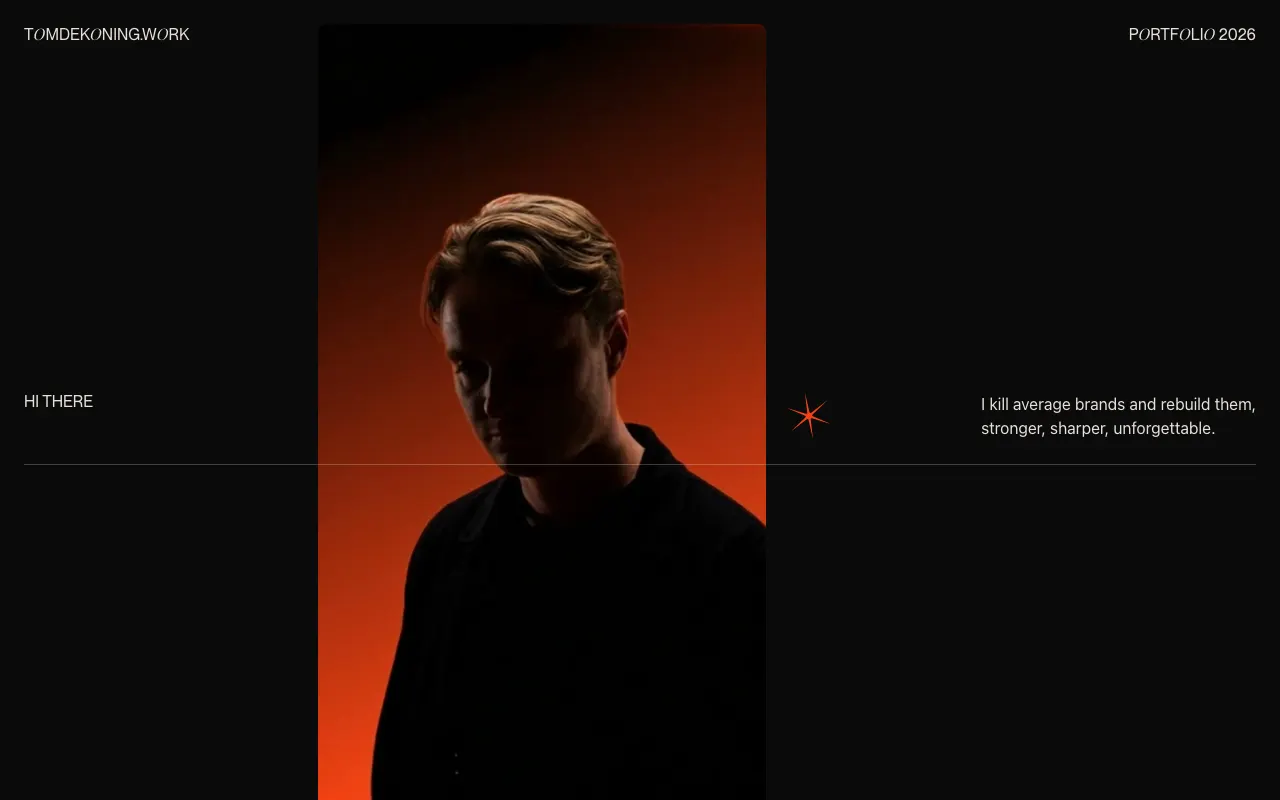 TOMDEKONING.WORK
PORTFOLIO 2026
HI THERE
I kill average brands and rebuild them,
stronger, sharper, unforgettable.